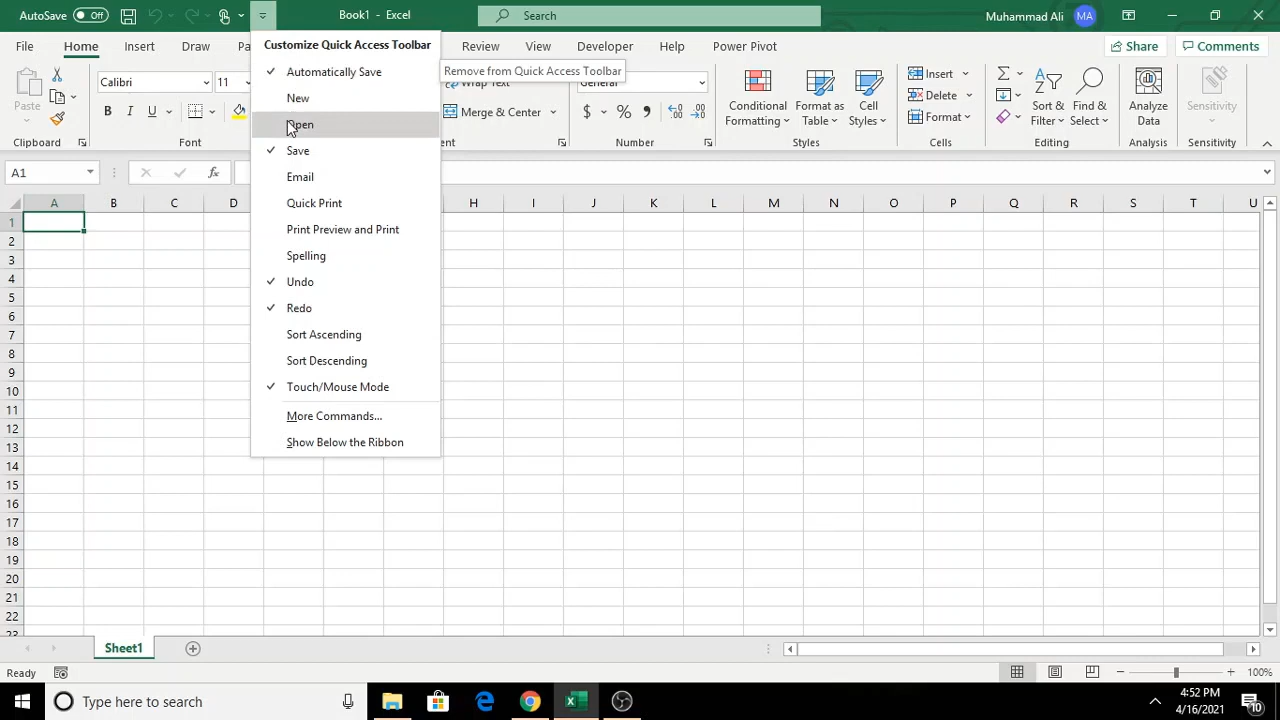 AutoSave Off Book1 - Excel Search Muhammad Ali MA
File Home Insert Draw Pa Review View Developer Help Power Pivot Share Comments
Customize Quick Access Toolbar
Automatically Save
New
Open
Save
Email
Quick Print
Print Preview and Print
Spelling
Undo
Redo
Sort Ascending
Sort Descending
Touch/Mouse Mode
More Commands...
Show Below the Ribbon
Remove from Quick Access Toolbar
Paste
Clipboard
Calibri 11
B I U
Font
Wrap Text
Merge & Center
General
$ % ,
Number
Conditional Formatting
Format as Table
Cell Styles
Styles
Insert
Delete
Format
Cells
Sort & Filter
Find & Select
Editing
Analyze Data
Analysis
Sensitivity
Sensitivity
A1 fx
A B C D H I J K L M N O P Q R S T U
1
2
3
4
5
6
7
8
9
10
11
12
13
14
15
16
17
18
19
20
21
22
23
Sheet1
Ready 100%
Type here to search
4:52 PM
4/16/2021
10